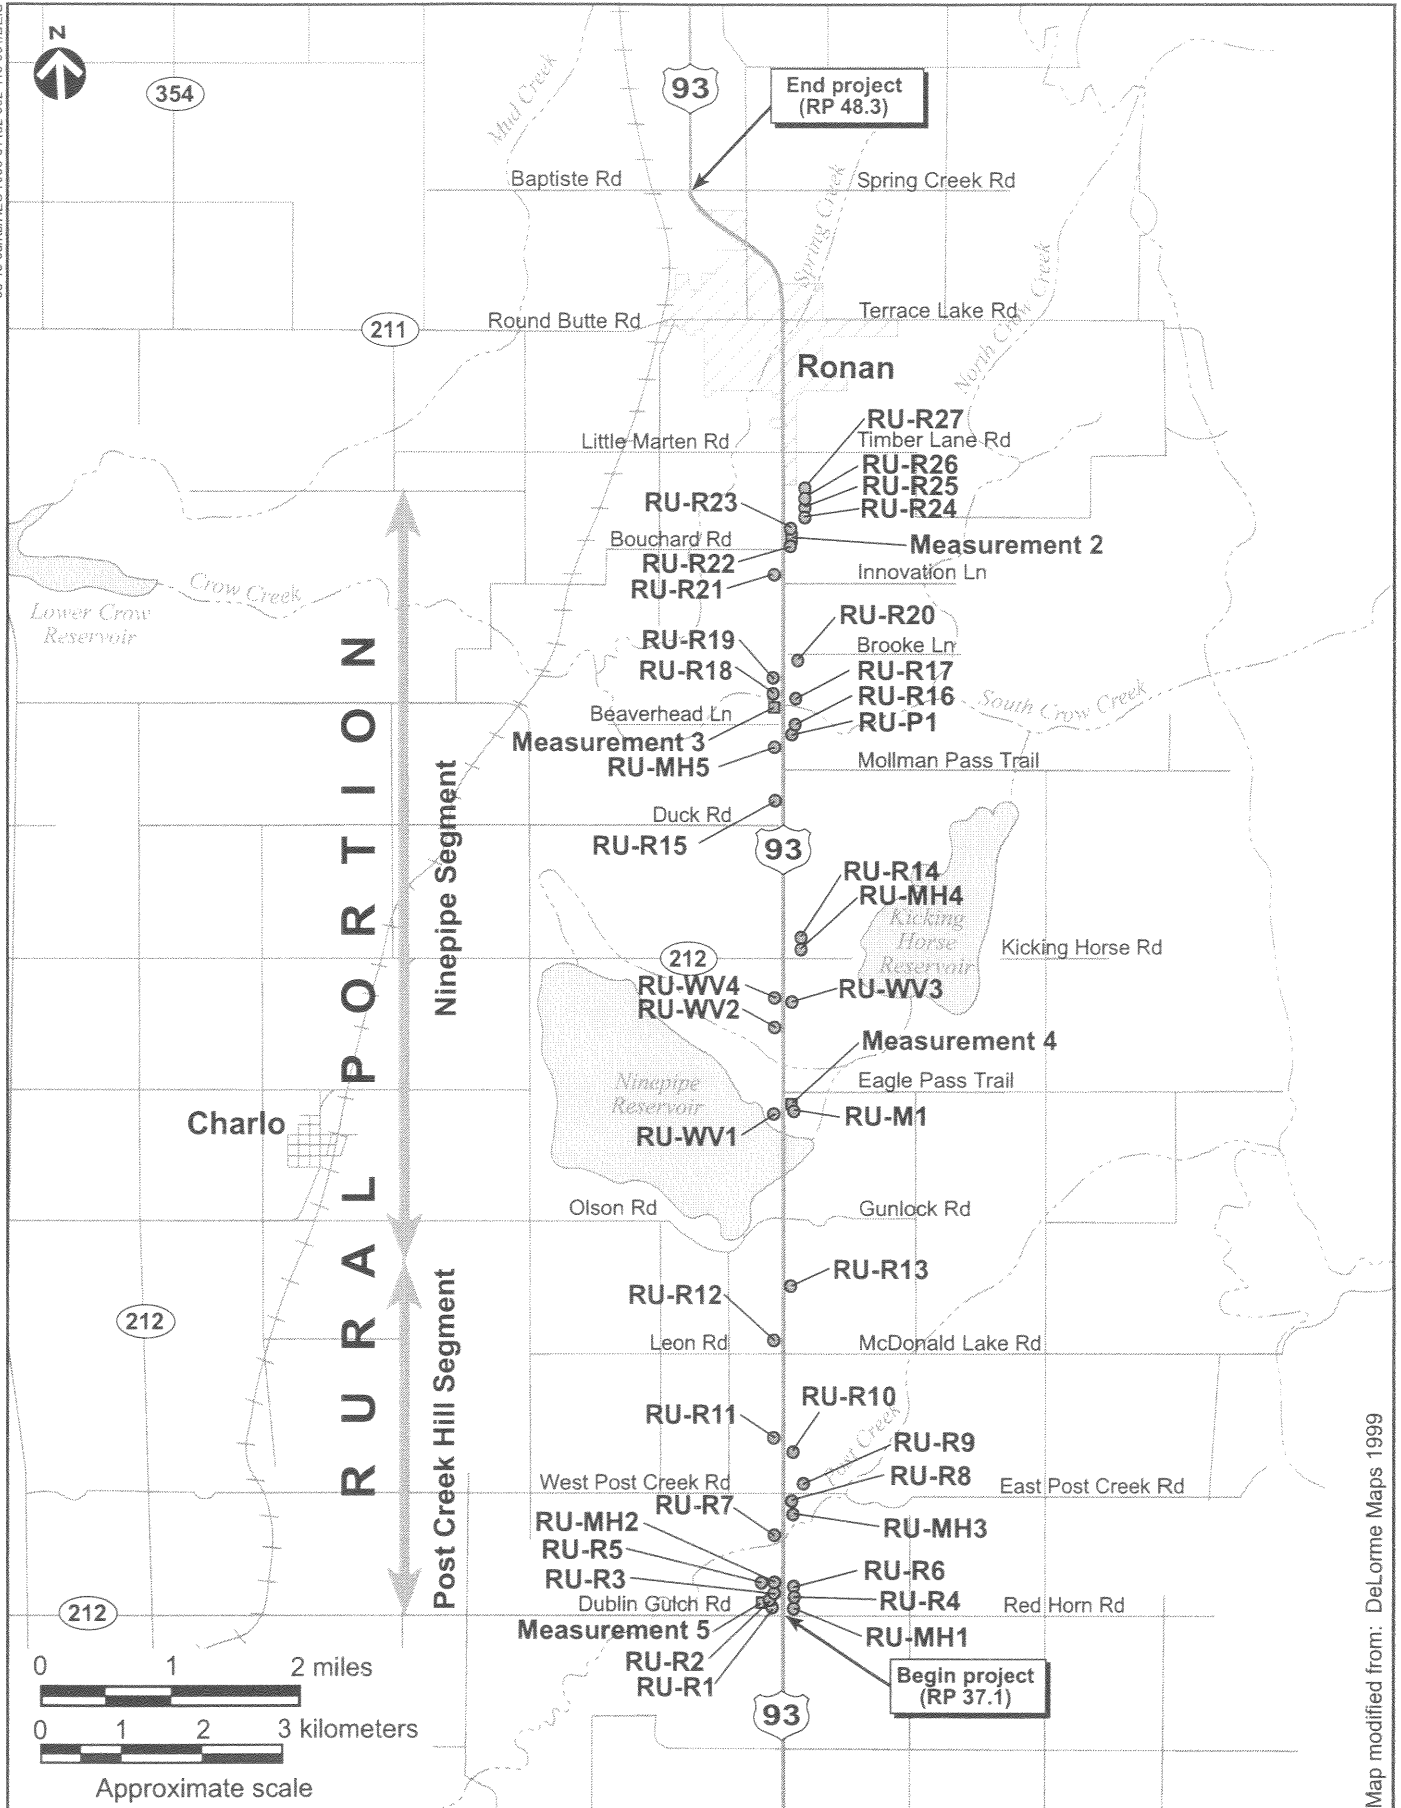 N
354
Mud Creek
93
End project
(RP 48.3)
Baptiste Rd
Spring Creek Rd
Spring Creek
North Crow Creek
211
Round Butte Rd
Terrace Lake Rd
Ronan
RU-R27
Little Marten Rd
Timber Lane Rd
RU-R26
RU-R25
RU-R24
RU-R23
Bouchard Rd
Measurement 2
RU-R22
Innovation Ln
RU-R21
Crow Creek
Lower Crow
Reservoir
RU-R20
RU-R19
Brooke Ln
RU-R18
RU-R17
RU-R16
South Crow Creek
Beaverhead Ln
RU-P1
Measurement 3
RU-MH5
Mollman Pass Trail
Duck Rd
RU-R15
93
RU-R14
RU-MH4
Kicking
Horse
Reservoir
Kicking Horse Rd
212
RU-WV4
RU-WV3
RU-WV2
Measurement 4
Ninepipe
Reservoir
Eagle Pass Trail
Charlo
RU-M1
RU-WV1
Olson Rd
Gunlock Rd
RURAL PORTION
Ninepipe Segment
Post Creek Hill Segment
RU-R13
RU-R12
212
Leon Rd
McDonald Lake Rd
RU-R10
RU-R11
Post Creek
RU-R9
RU-R8
West Post Creek Rd
East Post Creek Rd
RU-R7
RU-MH2
RU-MH3
RU-R5
RU-R3
RU-R6
RU-R4
212
Dublin Gulch Rd
Red Horn Rd
Measurement 5
RU-MH1
RU-R2
RU-R1
Begin project
(RP 37.1)
93
0 1 2 miles
0 1 2 3 kilometers
Approximate scale
Map modified from: DeLorme Maps 1999